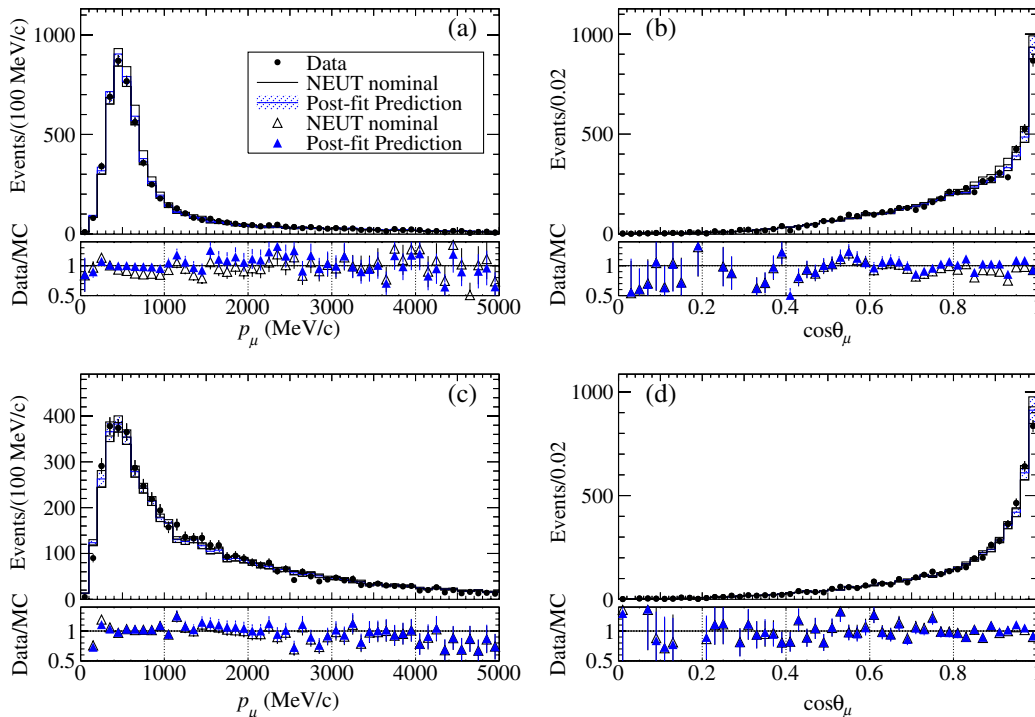 (a)
Events/(100 MeV/c)
1000
500
0
Data
NEUT nominal
Post-fit Prediction
NEUT nominal
Post-fit Prediction
Data/MC
1
0.5
0 1000 2000 3000 4000 5000
pμ (MeV/c)
(b)
Events/0.02
1000
500
0
Data/MC
1
0.5
0 0.2 0.4 0.6 0.8 1
cosθμ
(c)
Events/(100 MeV/c)
400
300
200
100
0
Data/MC
1
0.5
0 1000 2000 3000 4000 5000
pμ (MeV/c)
(d)
Events/0.02
1000
500
0
Data/MC
1
0.5
0 0.2 0.4 0.6 0.8
cosθμ